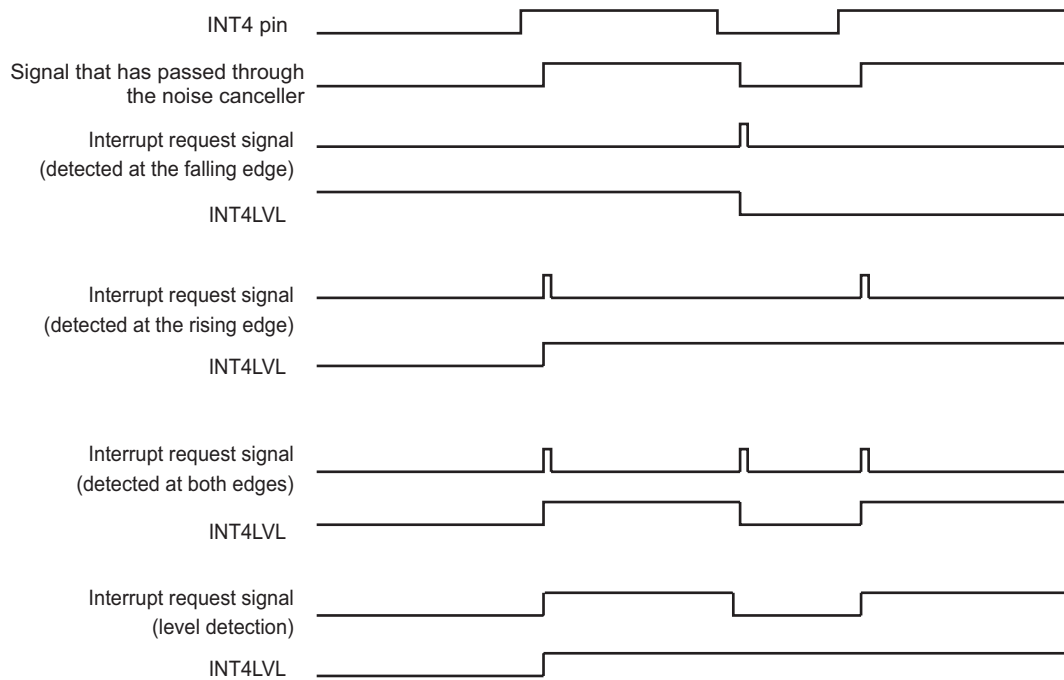 INT4 pin
Signal that has passed through
the noise canceller
Interrupt request signal
(detected at the falling edge)
INT4LVL
Interrupt request signal
(detected at the rising edge)
INT4LVL
Interrupt request signal
(detected at both edges)
INT4LVL
Interrupt request signal
(level detection)
INT4LVL